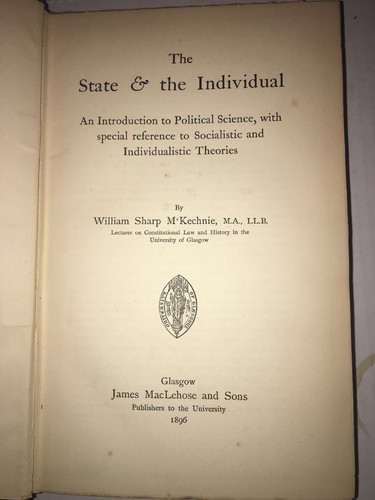 The
State & the Individual
An Introduction to Political Science, with
special reference to Socialistic and
Individualistic Theories
By
William Sharp M'Kechnie, M.A., LL.B.
Lecturer on Constitutional Law and History in the
University of Glasgow
Glasgow
James MacLehose and Sons
Publishers to the University
1896